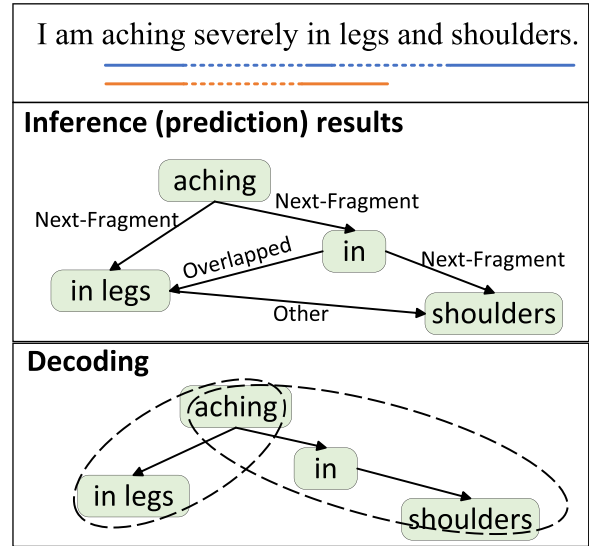 I am aching severely in legs and shoulders.
Inference (prediction) results
aching
Next-Fragment
Next-Fragment
Overlapped
in
Next-Fragment
in legs
Other
shoulders
Decoding
aching
in
in legs
shoulders